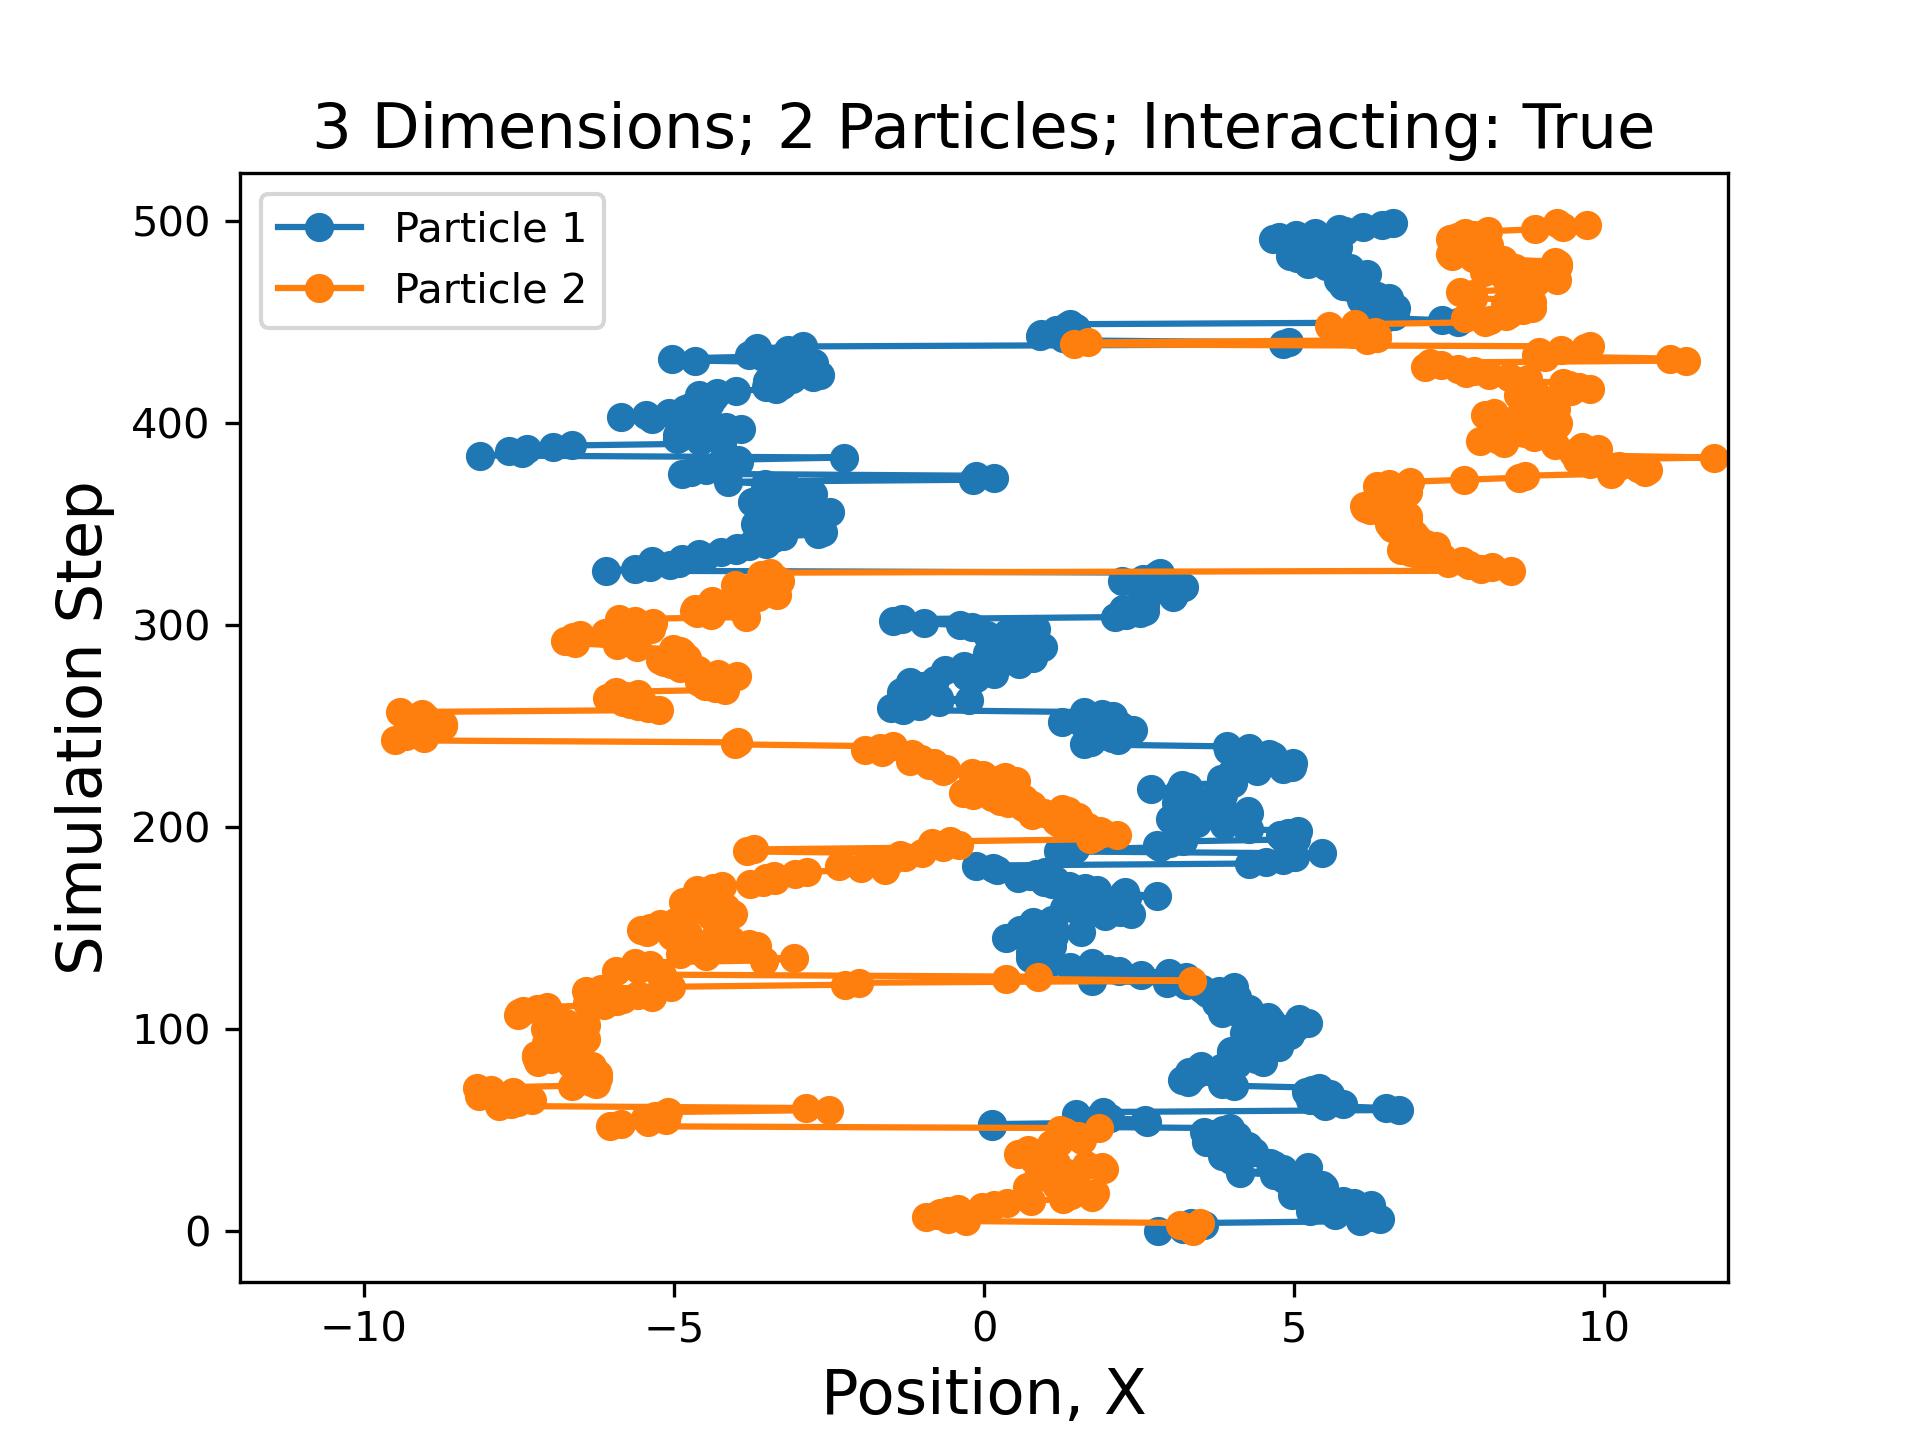 3 Dimensions; 2 Particles; Interacting: True
Particle 1
Particle 2
500
400
300
200
100
0
Simulation Step
−10
−5
0
5
10
Position, X